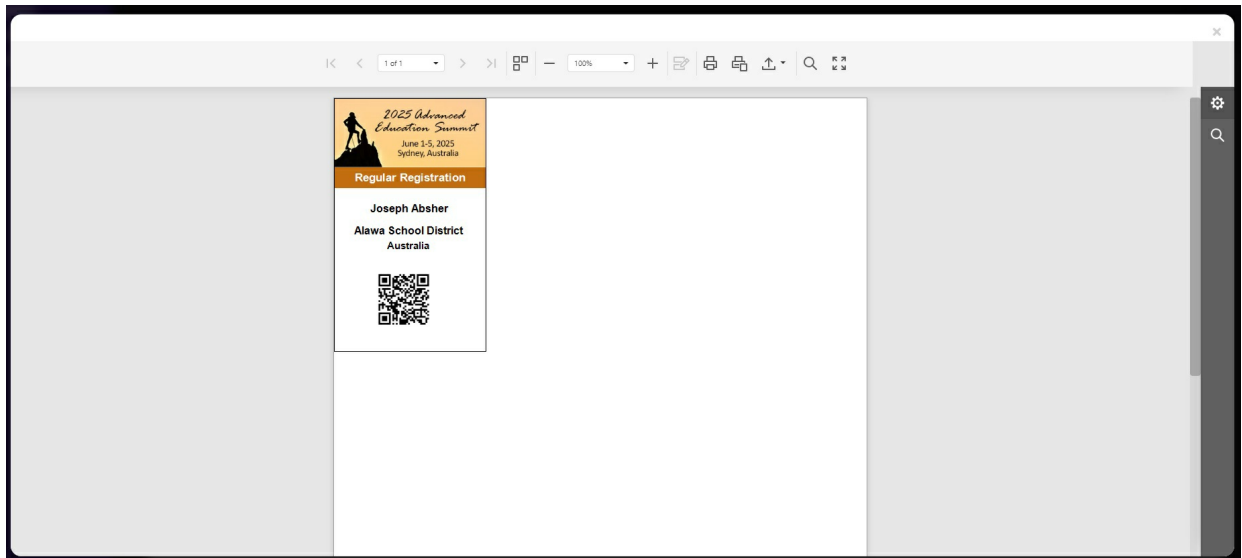 1 of 1
100%
2025 Advanced
Education Summit
June 1-5, 2025
Sydney, Australia
Regular Registration
Joseph Absher
Alawa School District
Australia